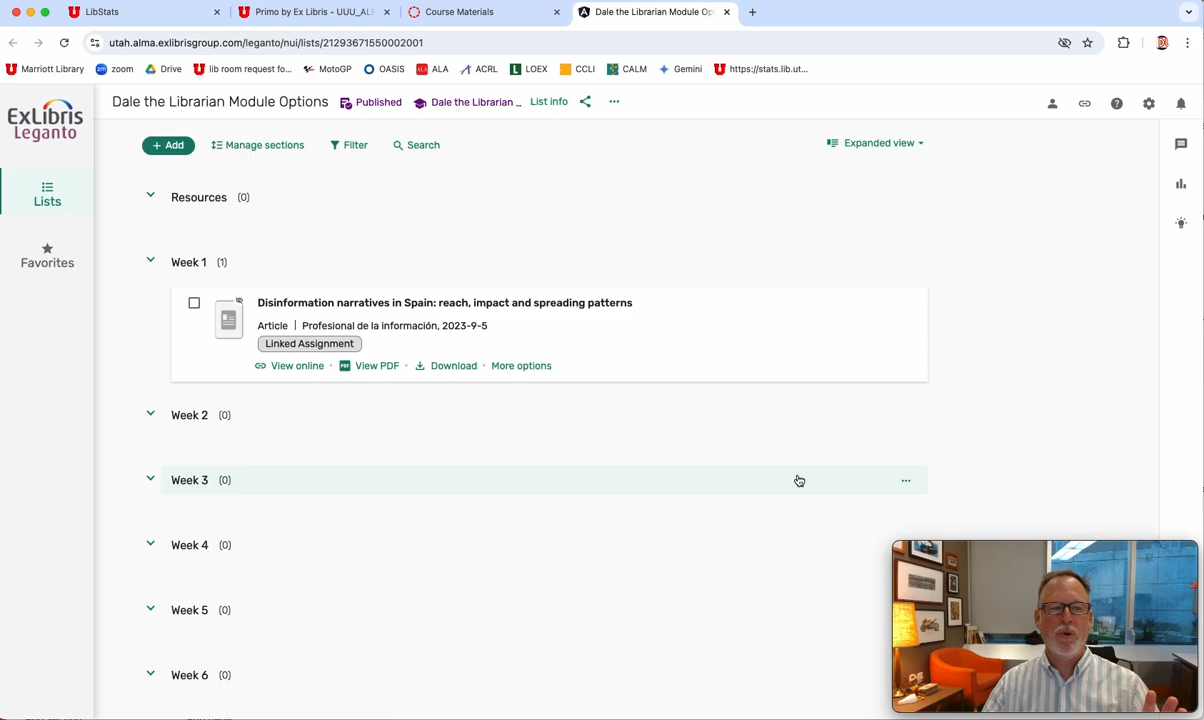 LibStats
Primo by Ex Libris - UUU_AL
Course Materials
Dale the Librarian Module Op
utah.alma.exlibrisgroup.com/leganto/nui/lists/21293671550002001
Marriott Library
zoom
Drive
lib room request fo...
MotoGP
OASIS
ALA
ACRL
LOEX
CCLI
CALM
Gemini
https://stats.lib.ut...
ExLibris
Leganto
Dale the Librarian Module Options
Published
Dale the Librarian ...
List info
+ Add
Manage sections
Filter
Search
Expanded view
Lists
Favorites
Resources (0)
Week 1 (1)
Disinformation narratives in Spain: reach, impact and spreading patterns
Article | Profesional de la información, 2023-9-5
Linked Assignment
View online · PDF View PDF · Download · More options
Week 2 (0)
Week 3 (0)
Week 4 (0)
Week 5 (0)
Week 6 (0)